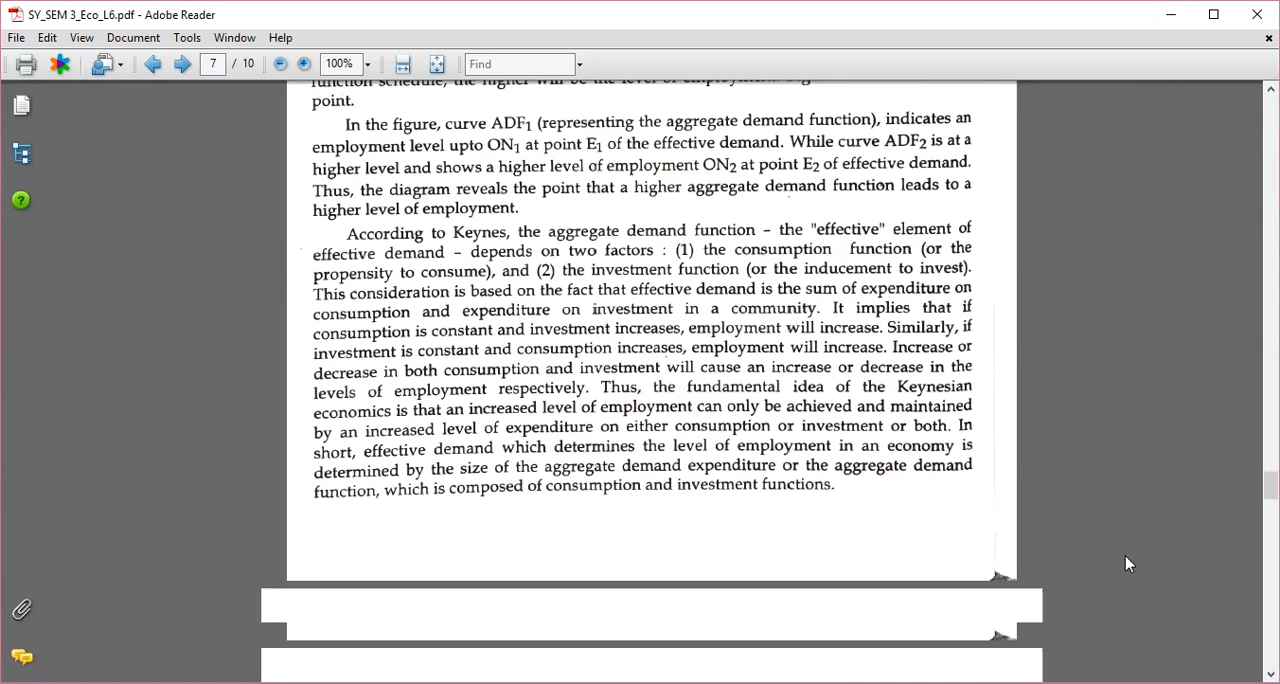 SY_SEM 3_Eco_L6.pdf - Adobe Reader
File Edit View Document Tools Window Help
7 / 10 100% Find
function schedule, the higher will be the level of employment.
point.
In the figure, curve ADF1 (representing the aggregate demand function), indicates an
employment level upto ON1 at point E1 of the effective demand. While curve ADF2 is at a
higher level and shows a higher level of employment ON2 at point E2 of effective demand.
Thus, the diagram reveals the point that a higher aggregate demand function leads to a
higher level of employment.
According to Keynes, the aggregate demand function – the "effective" element of
effective demand – depends on two factors : (1) the consumption function (or the
propensity to consume), and (2) the investment function (or the inducement to invest).
This consideration is based on the fact that effective demand is the sum of expenditure on
consumption and expenditure on investment in a community. It implies that if
consumption is constant and investment increases, employment will increase. Similarly, if
investment is constant and consumption increases, employment will increase. Increase or
decrease in both consumption and investment will cause an increase or decrease in the
levels of employment respectively. Thus, the fundamental idea of the Keynesian
economics is that an increased level of employment can only be achieved and maintained
by an increased level of expenditure on either consumption or investment or both. In
short, effective demand which determines the level of employment in an economy is
determined by the size of the aggregate demand expenditure or the aggregate demand
function, which is composed of consumption and investment functions.